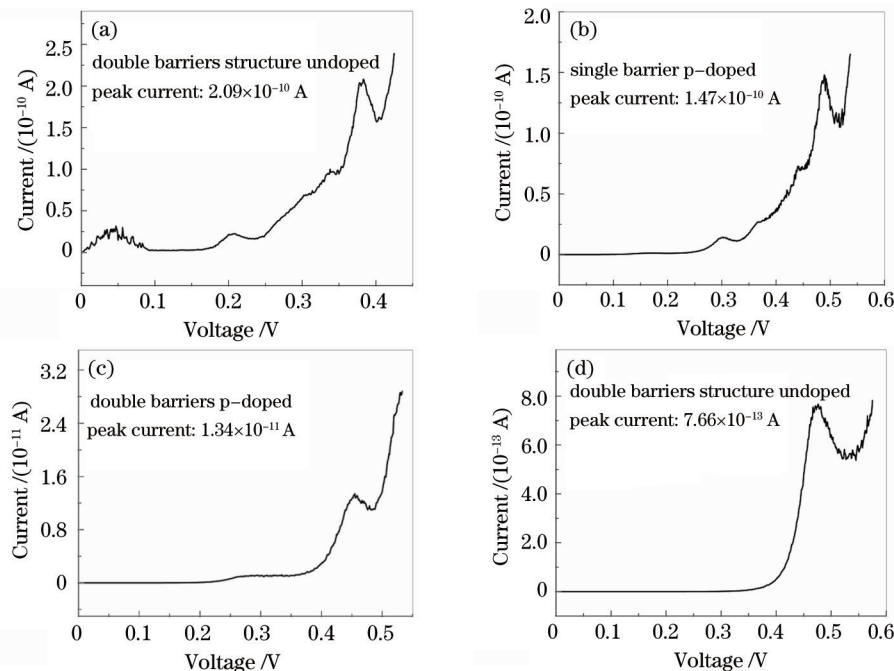 (a)
double barriers structure undoped
peak current: 2.09×10⁻¹⁰ A
Current /(10⁻¹⁰ A)
2.5
2.0
1.5
1.0
0.5
0
0 0.1 0.2 0.3 0.4
Voltage /V
(b)
single barrier p-doped
peak current: 1.47×10⁻¹⁰ A
Current /(10⁻¹⁰ A)
2.0
1.5
1.0
0.5
0
0 0.1 0.2 0.3 0.4 0.5 0.6
Voltage /V
(c)
double barriers p-doped
peak current: 1.34×10⁻¹¹ A
Current /(10⁻¹¹ A)
3.2
2.4
1.6
0.8
0
0 0.1 0.2 0.3 0.4 0.5
Voltage /V
(d)
double barriers structure undoped
peak current: 7.66×10⁻¹³ A
Current /(10⁻¹³ A)
8.0
6.0
4.0
2.0
0
0 0.1 0.2 0.3 0.4 0.5 0.6
Voltage /V